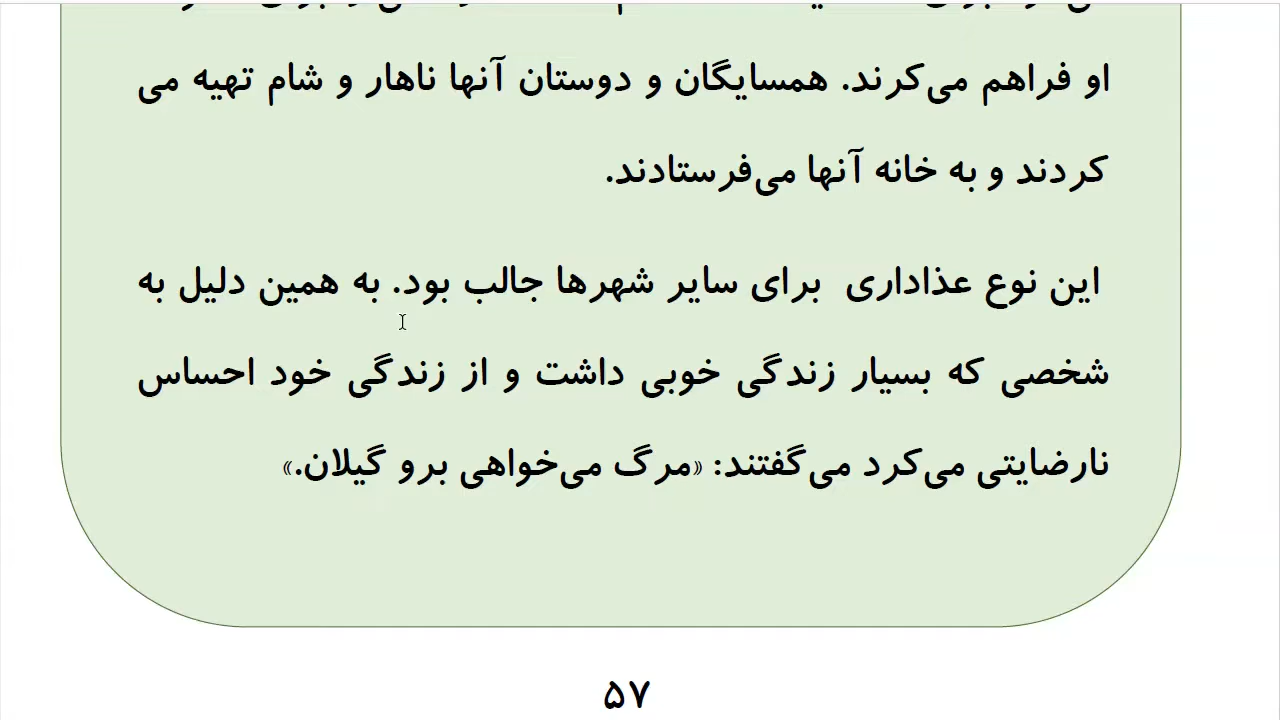 او فراهم می‌کرند. همسایگان و دوستان آنها ناهار و شام تهیه می
کردند و به خانه آنها می‌فرستادند.
این نوع عذاداری برای سایر شهرها جالب بود. به همین دلیل به
شخصی که بسیار زندگی خوبی داشت و از زندگی خود احساس
نارضایتی می‌کرد می‌گفتند: «مرگ می‌خواهی برو گیلان.»
۵۷